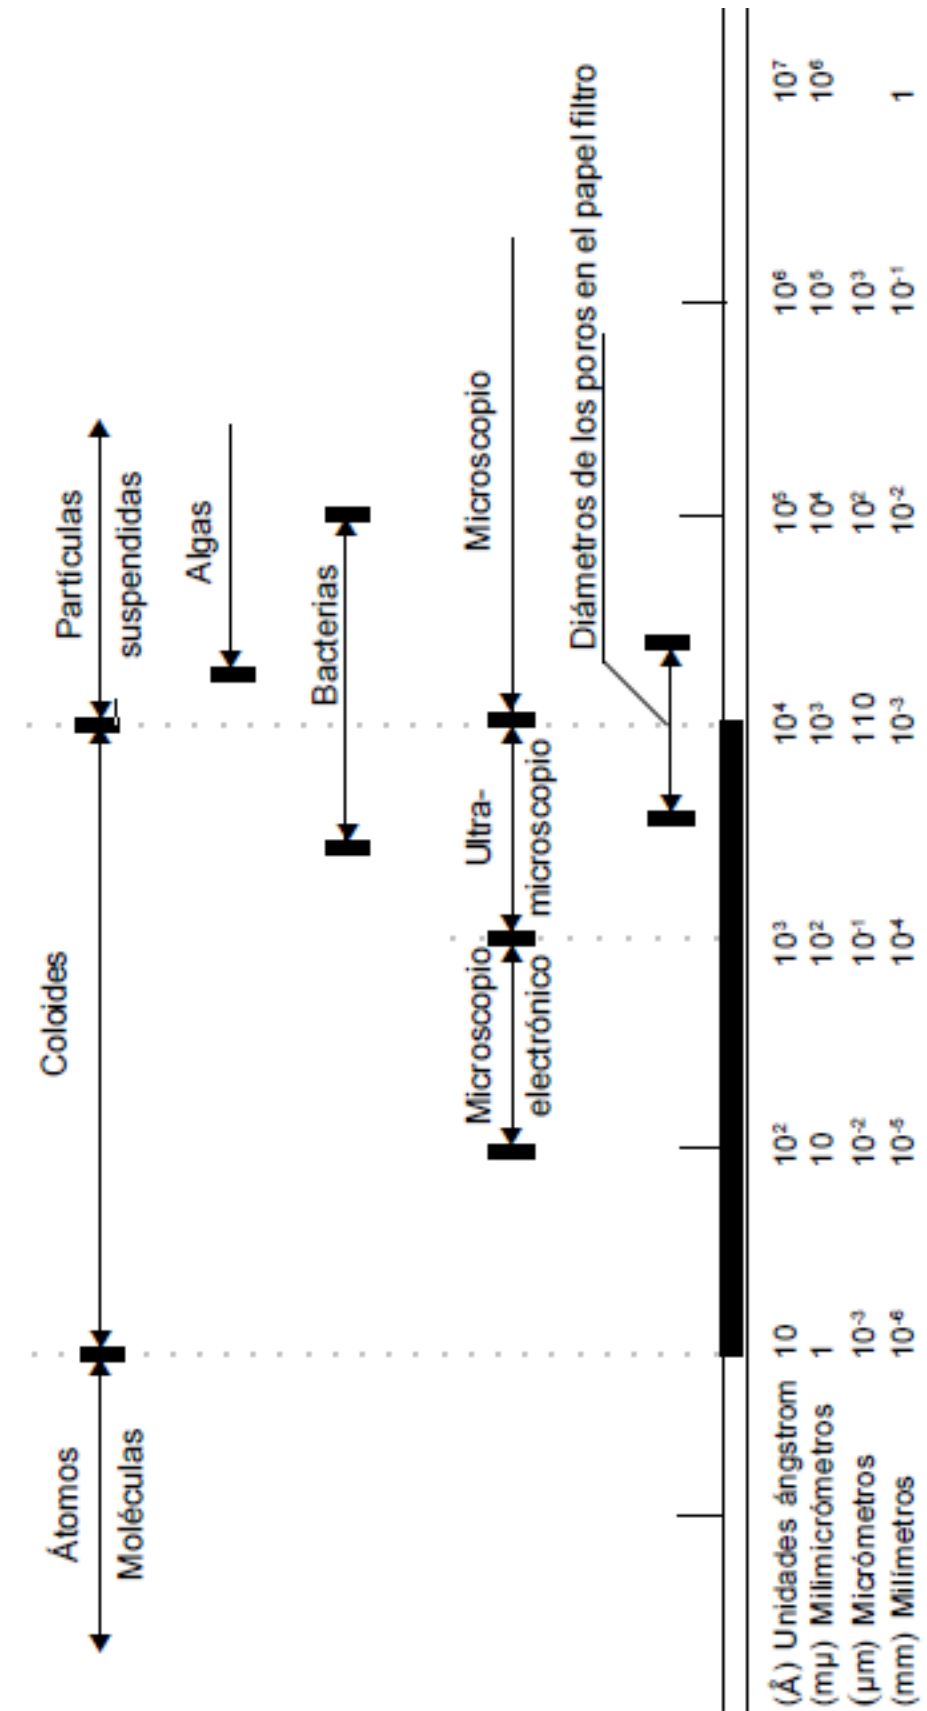 Átomos
Moléculas
Coloides
Partículas
suspendidas
Algas
Bacterias
Microscopio
electrónico
Ultra-
microscopio
Microscopio
Diámetros de los poros en el papel filtro
(Å) Unidades ángstrom 10 10² 10³ 10⁴ 10⁵ 10⁶ 10⁷
(mμ) Milimicrómetros 1 10 10² 10³ 10⁴ 10⁵ 10⁶
(μm) Micrómetros 10⁻³ 10⁻² 10⁻¹ 110 10² 10³
(mm) Milímetros 10⁻⁶ 10⁻⁵ 10⁻⁴ 10⁻³ 10⁻² 10⁻¹ 1